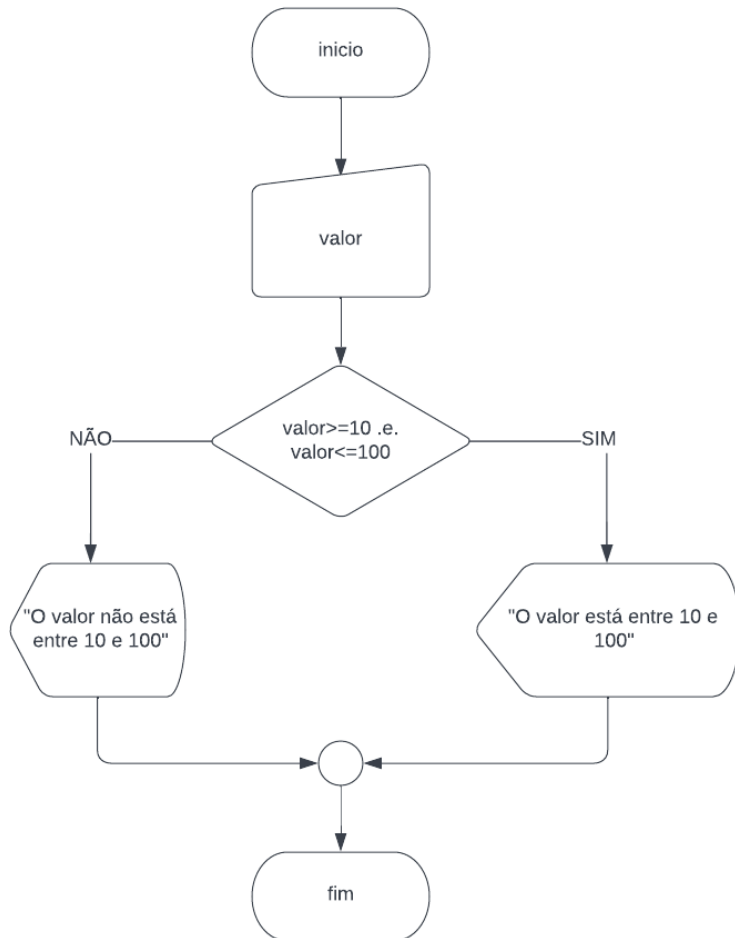 inicio
valor
valor>=10 .e.
valor<=100
NÃO
SIM
"O valor não está
entre 10 e 100"
"O valor está entre 10 e
100"
fim